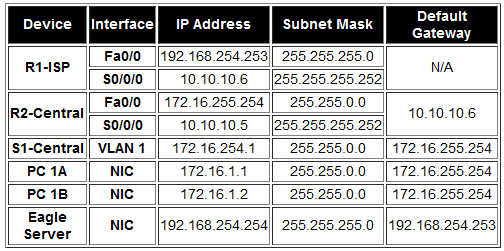 Device Interface IP Address Subnet Mask Default Gateway
R1-ISP Fa0/0 192.168.254.253 255.255.255.0 N/A
S0/0/0 10.10.10.6 255.255.255.252
R2-Central Fa0/0 172.16.255.254 255.255.0.0 10.10.10.6
S0/0/0 10.10.10.5 255.255.255.252
S1-Central VLAN 1 172.16.254.1 255.255.0.0 172.16.255.254
PC 1A NIC 172.16.1.1 255.255.0.0 172.16.255.254
PC 1B NIC 172.16.1.2 255.255.0.0 172.16.255.254
Eagle Server NIC 192.168.254.254 255.255.255.0 192.168.254.253